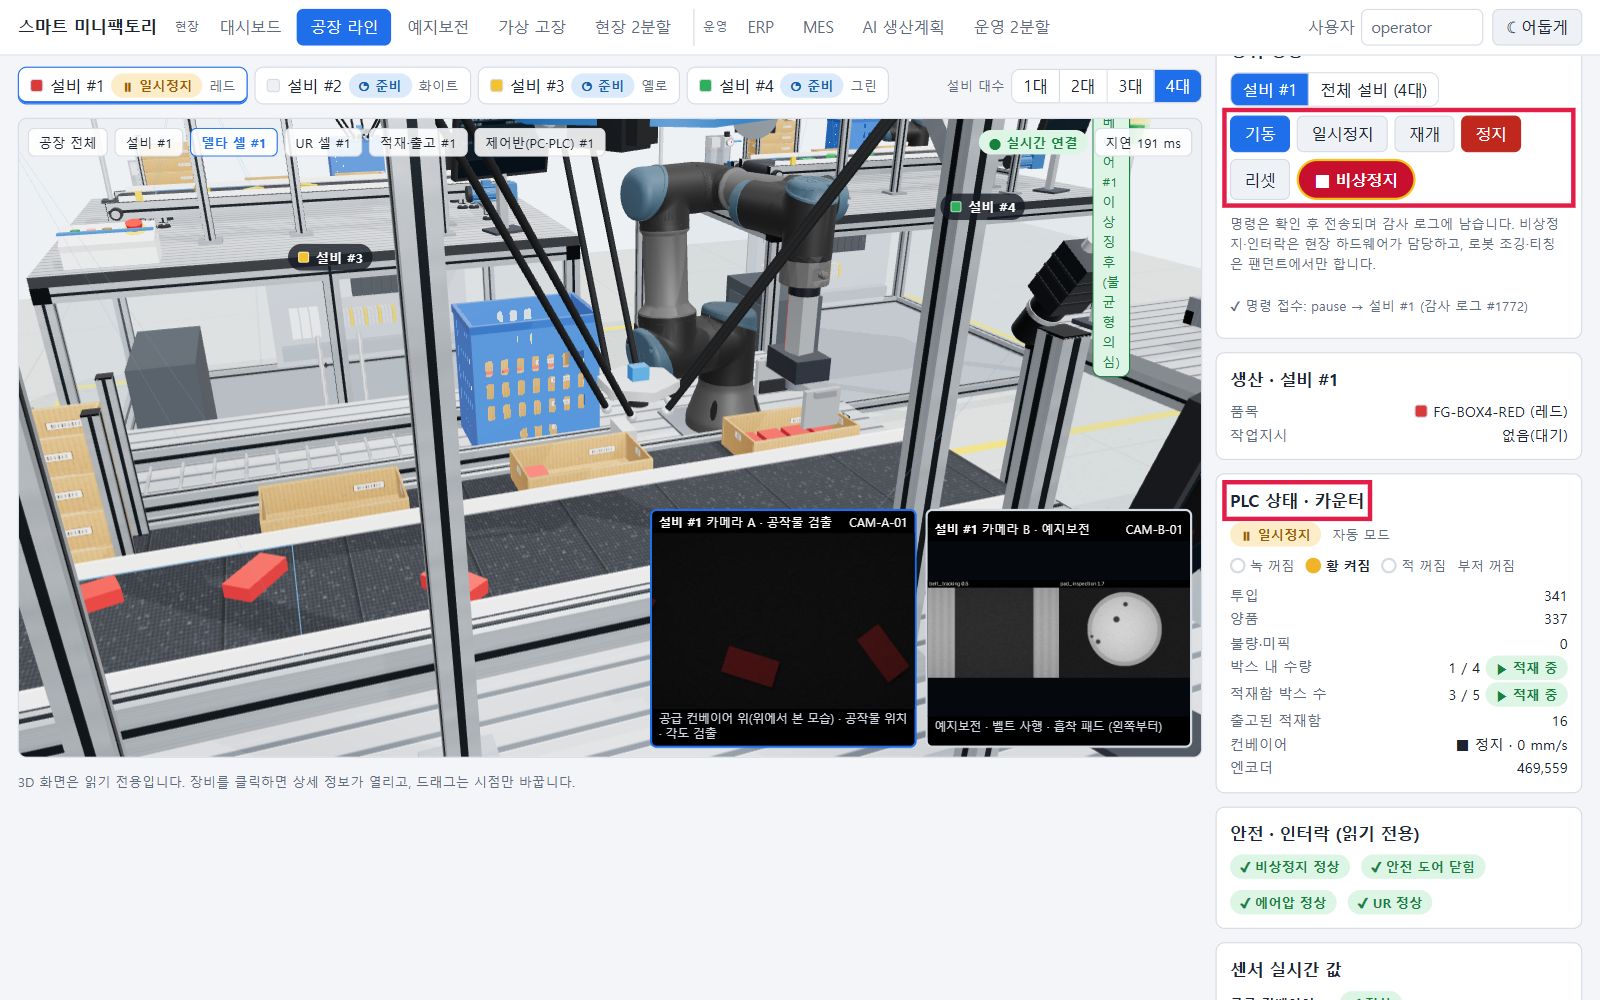 스마트 미니팩토리 현장 대시보드 공장 라인 예지보전 가상 고장 현장 2분할 운영 ERP MES AI 생산계획 운영 2분할 사용자 operator ☾ 어둡게
설비 #1 ⏸ 일시정지 레드 설비 #2 준비 화이트 설비 #3 준비 옐로 설비 #4 준비 그린 설비 대수 1대 2대 3대 4대
공장 전체 설비 #1 델타 셀 #1 UR 셀 #1 적재·출고 #1 제어반(PC·PLC) #1 ● 실시간 연결 지연 191 ms
베
어
#1
이
상
징
후
(불
균
형
의
심)
설비 #4
설비 #3
설비 #1 카메라 A · 공작물 검출 CAM-A-01
공급 컨베이어 위(위에서 본 모습) · 공작물 위치
· 각도 검출
설비 #1 카메라 B · 예지보전 CAM-B-01
belt_tracking 0.5 pad_inspection 1.7
예지보전 · 벨트 사행 · 흡착 패드 (왼쪽부터)
3D 화면은 읽기 전용입니다. 장비를 클릭하면 상세 정보가 열리고, 드래그는 시점만 바꿉니다.
설비 #1 전체 설비 (4대)
기동 일시정지 재개 정지
리셋 ■ 비상정지
명령은 확인 후 전송되며 감사 로그에 남습니다. 비상정
지·인터락은 현장 하드웨어가 담당하고, 로봇 조깅·티칭
은 팬던트에서만 합니다.
✓ 명령 접수: pause → 설비 #1 (감사 로그 #1772)
생산 · 설비 #1
품목 FG-BOX4-RED (레드)
작업지시 없음(대기)
PLC 상태 · 카운터
⏸ 일시정지 자동 모드
녹 꺼짐 황 켜짐 적 꺼짐 부저 꺼짐
투입 341
양품 337
불량·미픽 0
박스 내 수량 1 / 4 ▶ 적재 중
적재함 박스 수 3 / 5 ▶ 적재 중
출고된 적재함 16
컨베이어 ■ 정지 · 0 mm/s
엔코더 469,559
안전 · 인터락 (읽기 전용)
✓ 비상정지 정상 ✓ 안전 도어 닫힘
✓ 에어압 정상 ✓ UR 정상
센서 실시간 값